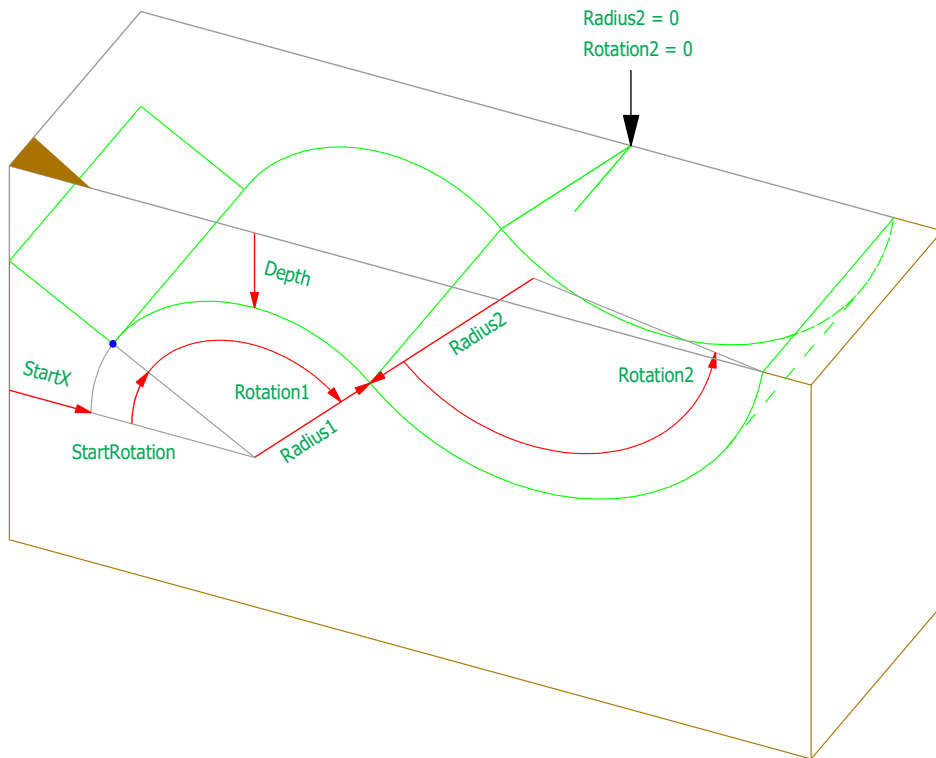 Radius2 = 0
Rotation2 = 0
Depth
StartX
Radius2
Rotation1
Rotation2
Radius1
StartRotation